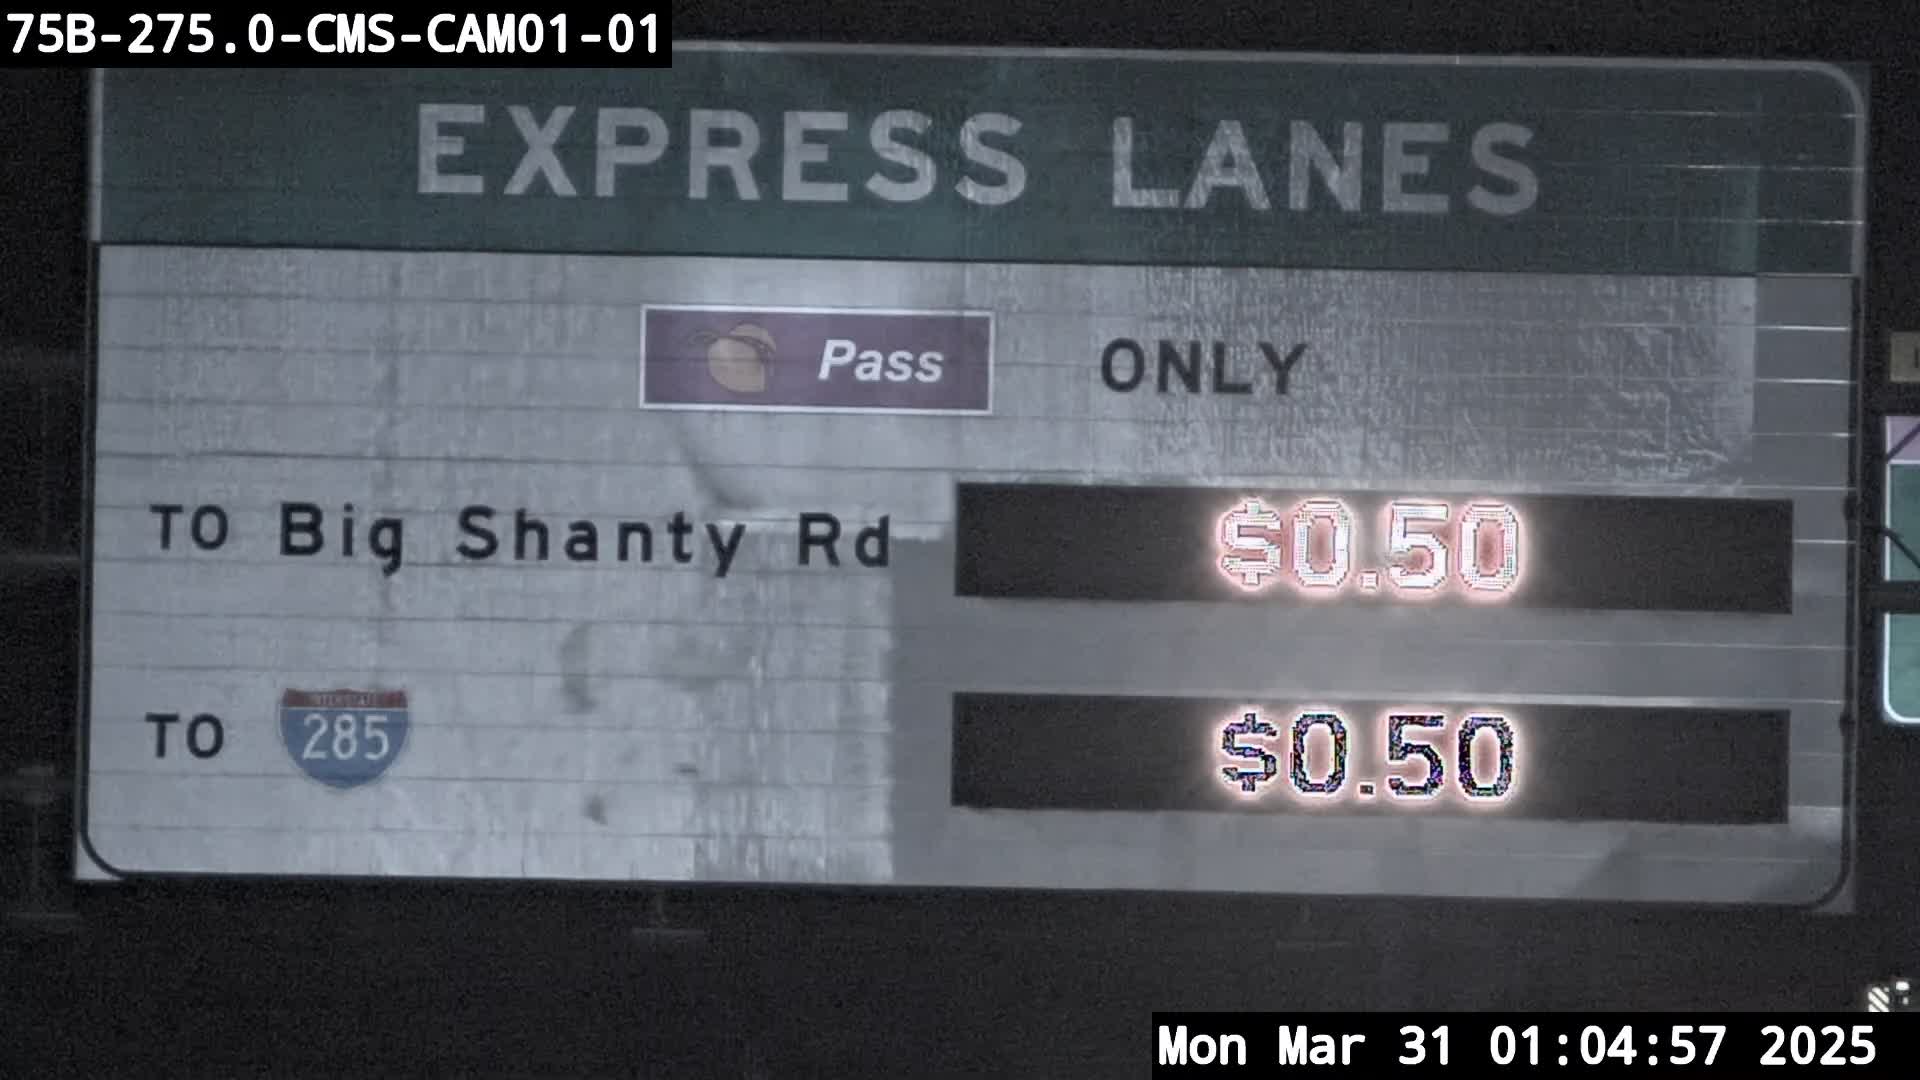 75B-275.0-CMS-CAM01-01
EXPRESS LANES
Pass ONLY
TO Big Shanty Rd $0.50
INTERSTATE
TO 285 $0.50
Mon Mar 31 01:04:57 2025